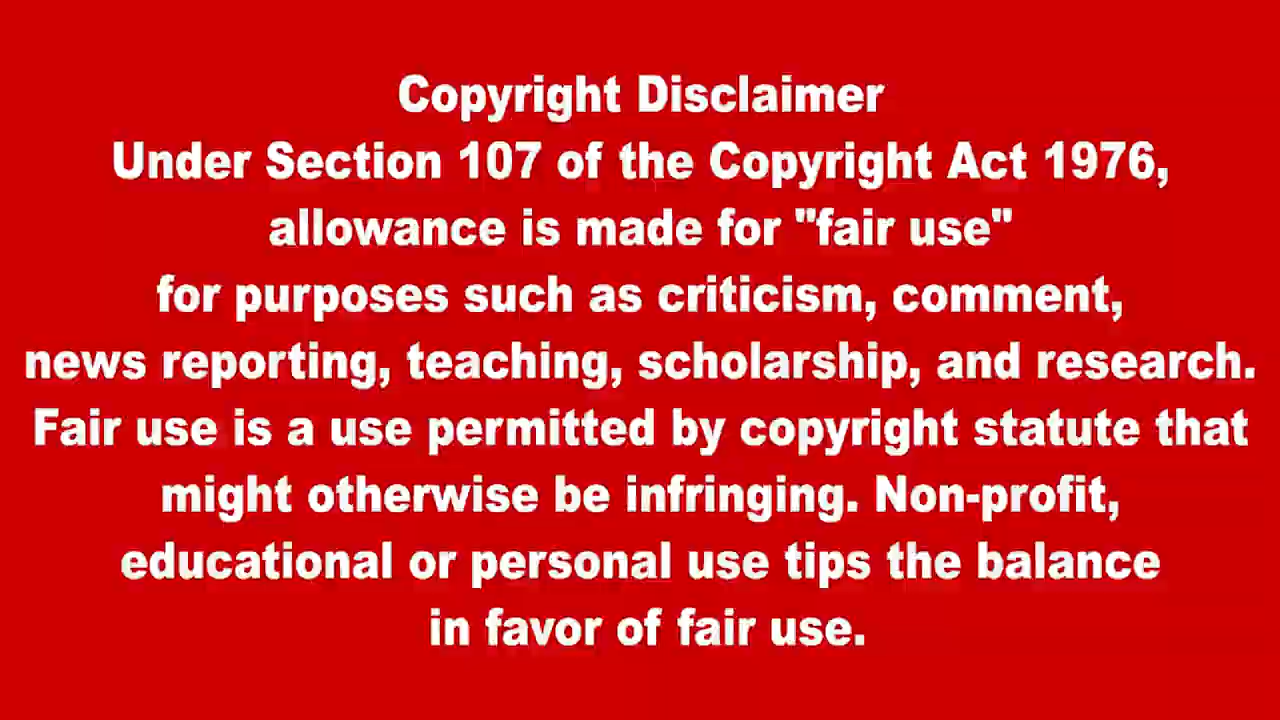 Copyright Disclaimer
Under Section 107 of the Copyright Act 1976,
allowance is made for "fair use"
for purposes such as criticism, comment,
news reporting, teaching, scholarship, and research.
Fair use is a use permitted by copyright statute that
might otherwise be infringing. Non-profit,
educational or personal use tips the balance
in favor of fair use.